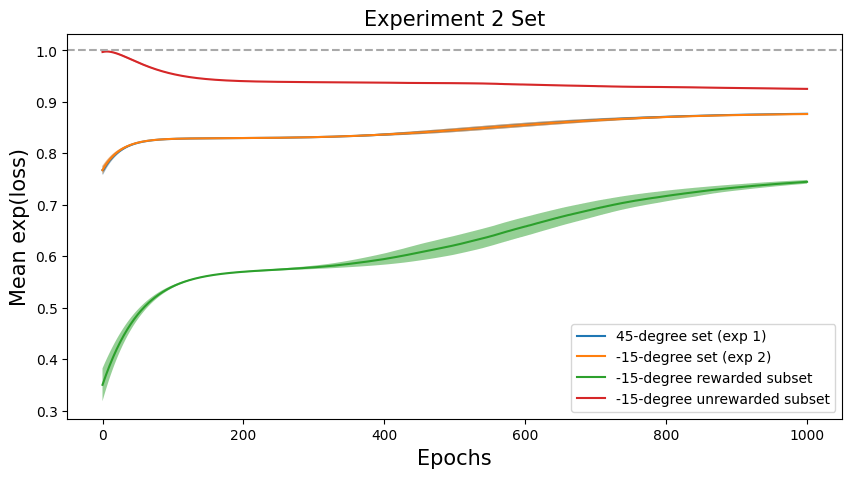 Experiment 2 Set
Mean exp(loss)
1.0
0.9
0.8
0.7
0.6
0.5
0.4
0.3
45-degree set (exp 1)
-15-degree set (exp 2)
-15-degree rewarded subset
-15-degree unrewarded subset
0
200
400
600
800
1000
Epochs